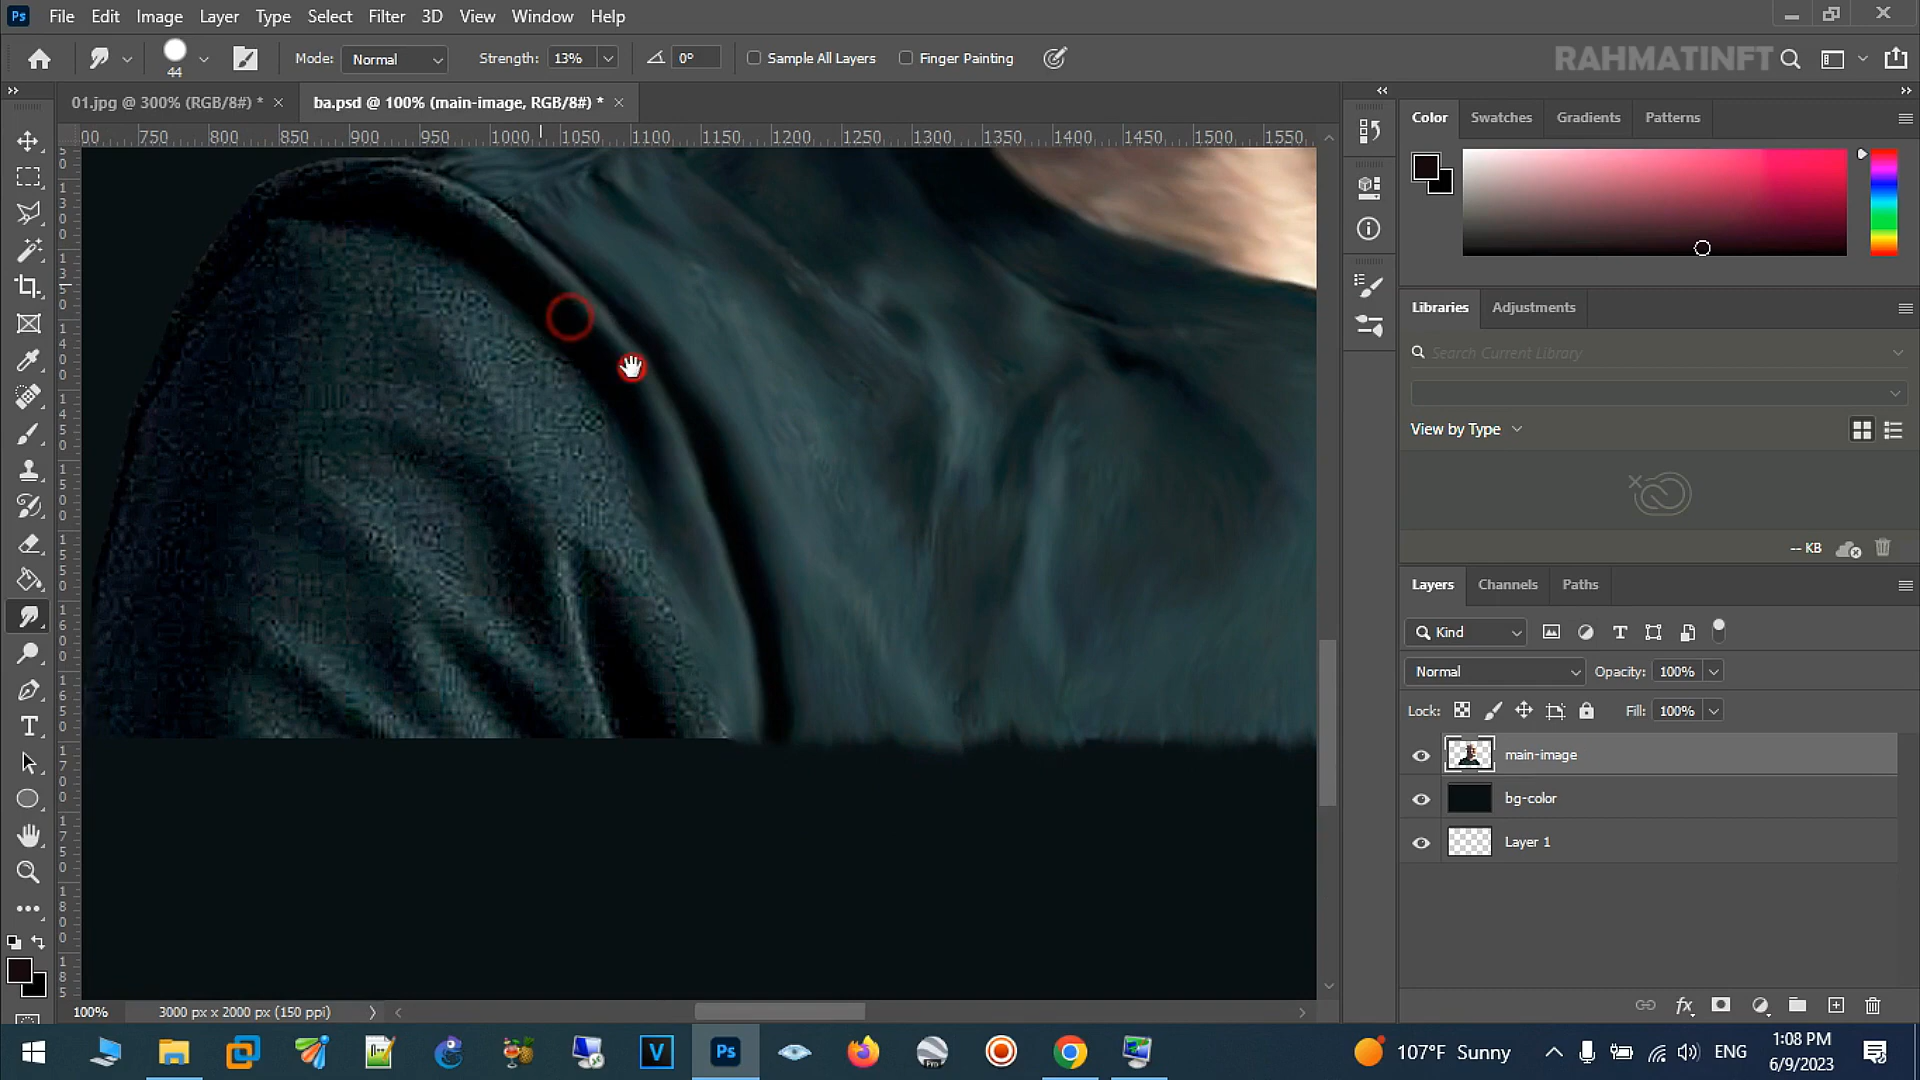 Ps File Edit Image Layer Filter Type Select Filter 3D View Window Help
44 Mode: Normal Strength: 13% 0° Sample All Layers Finger Painting RAHMATINFT
01.jpg @ 300% (RGB/8#) * × ba.psd @ 100% (main-image, RGB/8#) * ×
00 750 800 850 900 950 1000 1050 1100 1150 1200 1250 1300 1350 1400 1450 1500 1550
Color Swatches Gradients Patterns
Libraries Adjustments
Search Current Library
View by Type
-- KB
Layers Channels Paths
Kind
Normal Opacity: 100%
Lock: Fill: 100%
main-image
bg-color
Layer 1
100% 3000 px x 2000 px (150 ppi)
V Ps Pro 107°F Sunny ENG 1:08 PM
6/9/2023